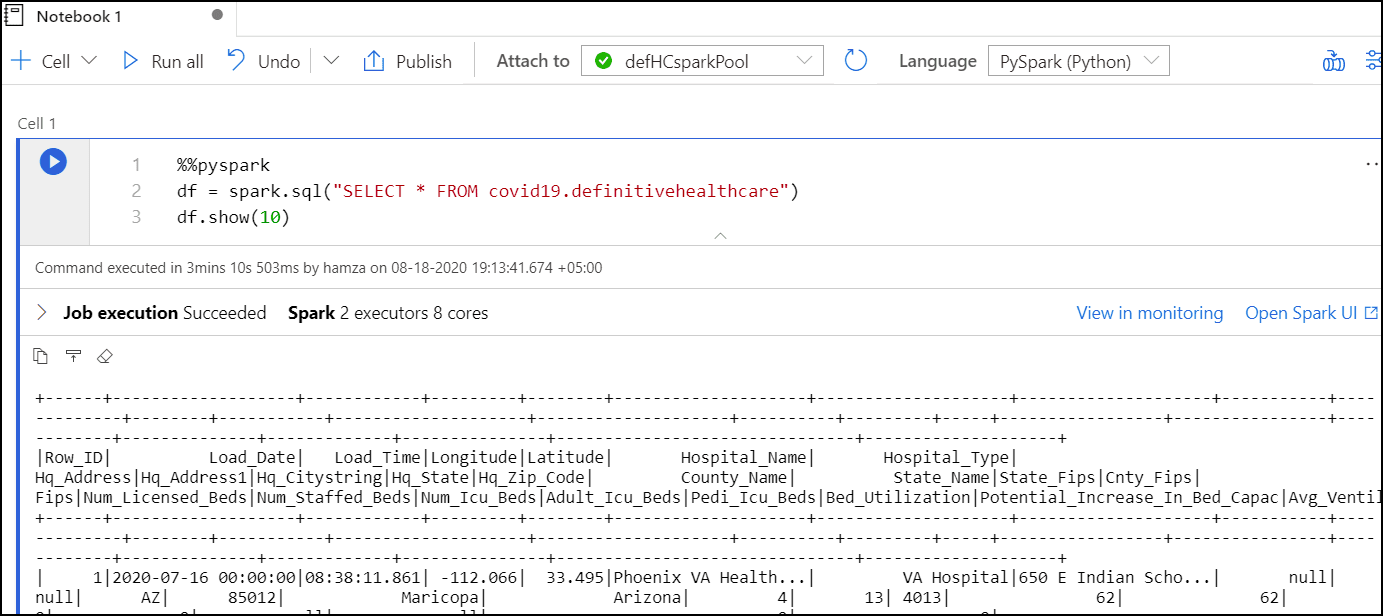 Notebook 1
Cell Run all Undo Publish Attach to defHCsparkPool Language PySpark (Python)
Cell 1
1 %%pyspark
2 df = spark.sql("SELECT * FROM covid19.definitivehealthcare")
3 df.show(10)
Command executed in 3mins 10s 503ms by hamza on 08-18-2020 19:13:41.674 +05:00
Job execution Succeeded Spark 2 executors 8 cores View in monitoring Open Spark UI
+------+-------------------+------------+---------+--------+--------------------+--------------------+--------------------+------------+----
---------+--------+-----------+--------------------+--------------------+----------+---------+-----+-----------------+----------------+----
--------+--------------+-------------+---------------+-------------------------------+--------------------+
|Row_ID| Load_Date| Load_Time|Longitude|Latitude| Hospital_Name| Hospital_Type|
Hq_Address|Hq_Address1|Hq_Citystring|Hq_State|Hq_Zip_Code| County_Name| State_Name|State_Fips|Cnty_Fips|
Fips|Num_Licensed_Beds|Num_Staffed_Beds|Num_Icu_Beds|Adult_Icu_Beds|Pedi_Icu_Beds|Bed_Utilization|Potential_Increase_In_Bed_Capac|Avg_Ventil
+------+-------------------+------------+---------+--------+--------------------+--------------------+--------------------+------------+----
---------+--------+-----------+--------------------+--------------------+----------+---------+-----+-----------------+----------------+----
--------+--------------+-------------+---------------+-------------------------------+--------------------+
| 1|2020-07-16 00:00:00|08:38:11.861| -112.066| 33.495|Phoenix VA Health...| VA Hospital|650 E Indian Scho...| null|
null| AZ| 85012| Maricopa| Arizona| 4| 13| 4013| 62| 62|